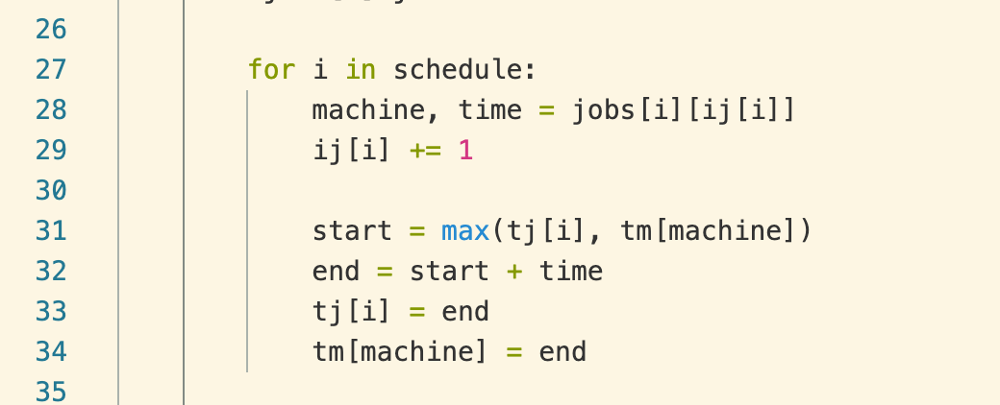 26
27 for i in schedule:
28 machine, time = jobs[i][ij[i]]
29 ij[i] += 1
30
31 start = max(tj[i], tm[machine])
32 end = start + time
33 tj[i] = end
34 tm[machine] = end
35